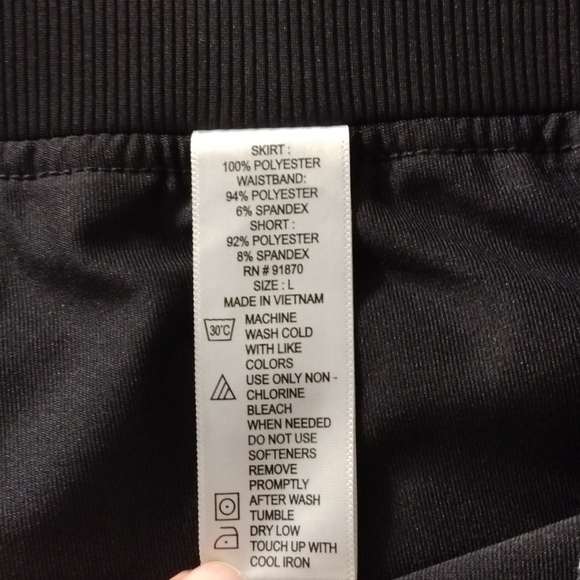 SKIRT :
100% POLYESTER
WAISTBAND:
94% POLYESTER
6% SPANDEX
SHORT :
92% POLYESTER
8% SPANDEX
RN # 91870
SIZE : L
MADE IN VIETNAM
30°C MACHINE
WASH COLD
WITH LIKE
COLORS
USE ONLY NON -
CHLORINE
BLEACH
WHEN NEEDED
DO NOT USE
SOFTENERS
REMOVE
PROMPTLY
AFTER WASH
TUMBLE
DRY LOW
TOUCH UP WITH
COOL IRON